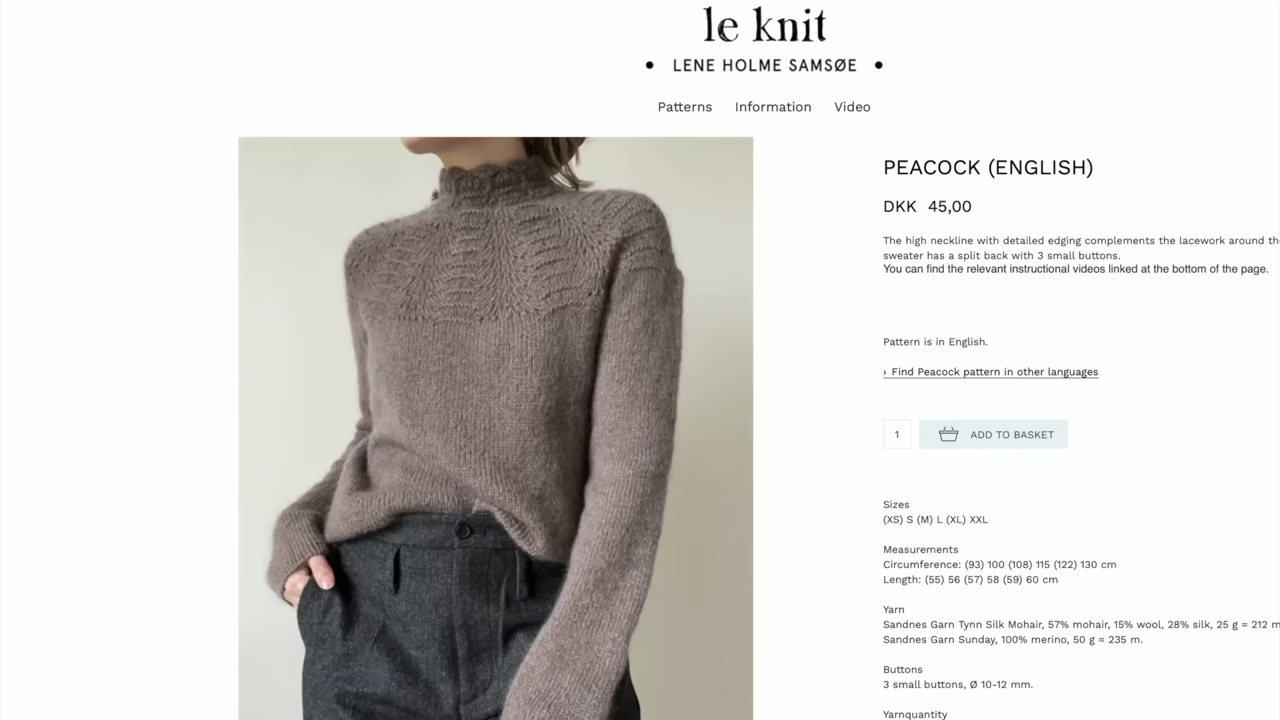 le knit
• LENE HOLME SAMSØE •
Patterns Information Video
PEACOCK (ENGLISH)
DKK 45,00
The high neckline with detailed edging complements the lacework around
sweater has a split back with 3 small buttons.
You can find the relevant instructional videos linked at the bottom of the page.
Pattern is in English.
› Find Peacock pattern in other languages
1 ADD TO BASKET
Sizes
(XS) S (M) L (XL) XXL
Measurements
Circumference: (93) 100 (108) 115 (122) 130 cm
Length: (55) 56 (57) 58 (59) 60 cm
Yarn
Sandnes Garn Tynn Silk Mohair, 57% mohair, 15% wool, 28% silk, 25 g = 212 m
Sandnes Garn Sunday, 100% merino, 50 g = 235 m.
Buttons
3 small buttons, Ø 10-12 mm.
Yarnquantity